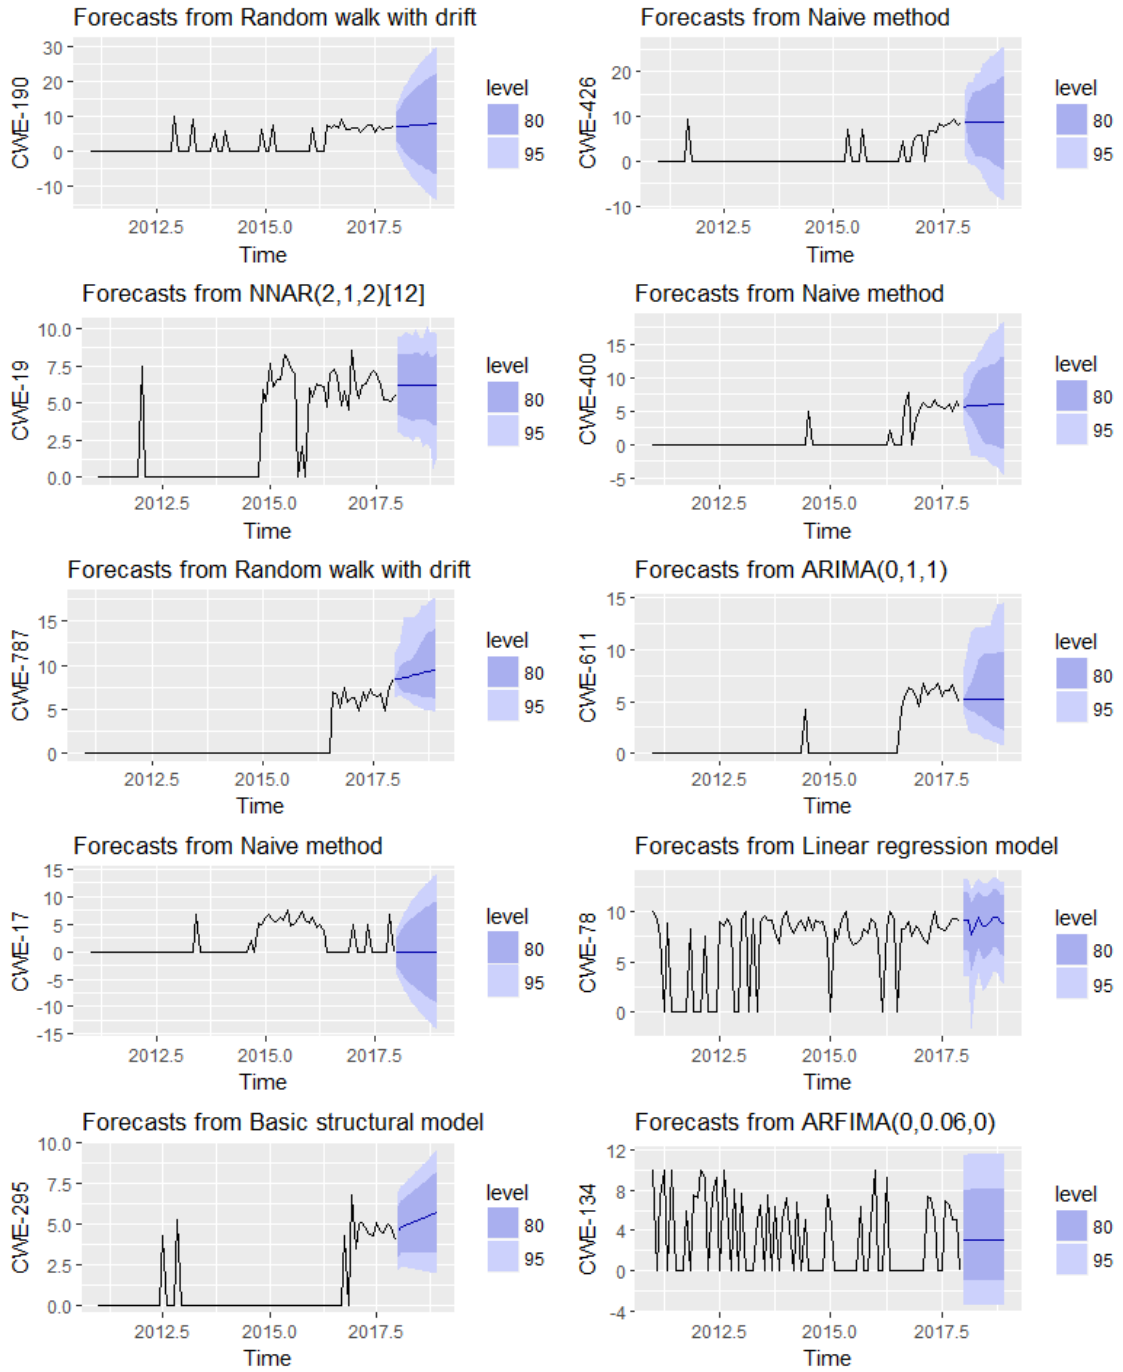 Forecasts from Random walk with drift
30
20
10
0
-10
CWE-190
2012.5 2015.0 2017.5
Time
level
80
95
Forecasts from Naive method
20
10
0
-10
CWE-426
2012.5 2015.0 2017.5
Time
level
80
95
Forecasts from NNAR(2,1,2)[12]
10.0
7.5
5.0
2.5
0.0
CWE-19
2012.5 2015.0 2017.5
Time
level
80
95
Forecasts from Naive method
15
10
5
0
-5
CWE-400
2012.5 2015.0 2017.5
Time
level
80
95
Forecasts from Random walk with drift
15
10
5
0
CWE-787
2012.5 2015.0 2017.5
Time
level
80
95
Forecasts from ARIMA(0,1,1)
15
10
5
0
CWE-611
2012.5 2015.0 2017.5
Time
level
80
95
Forecasts from Naive method
15
10
5
0
-5
-10
-15
CWE-17
2012.5 2015.0 2017.5
Time
level
80
95
Forecasts from Linear regression model
10
5
0
CWE-78
2012.5 2015.0 2017.5
Time
level
80
95
Forecasts from Basic structural model
10.0
7.5
5.0
2.5
0.0
CWE-295
2012.5 2015.0 2017.5
Time
level
80
95
Forecasts from ARFIMA(0,0.06,0)
12
8
4
0
-4
CWE-134
2012.5 2015.0 2017.5
Time
level
80
95